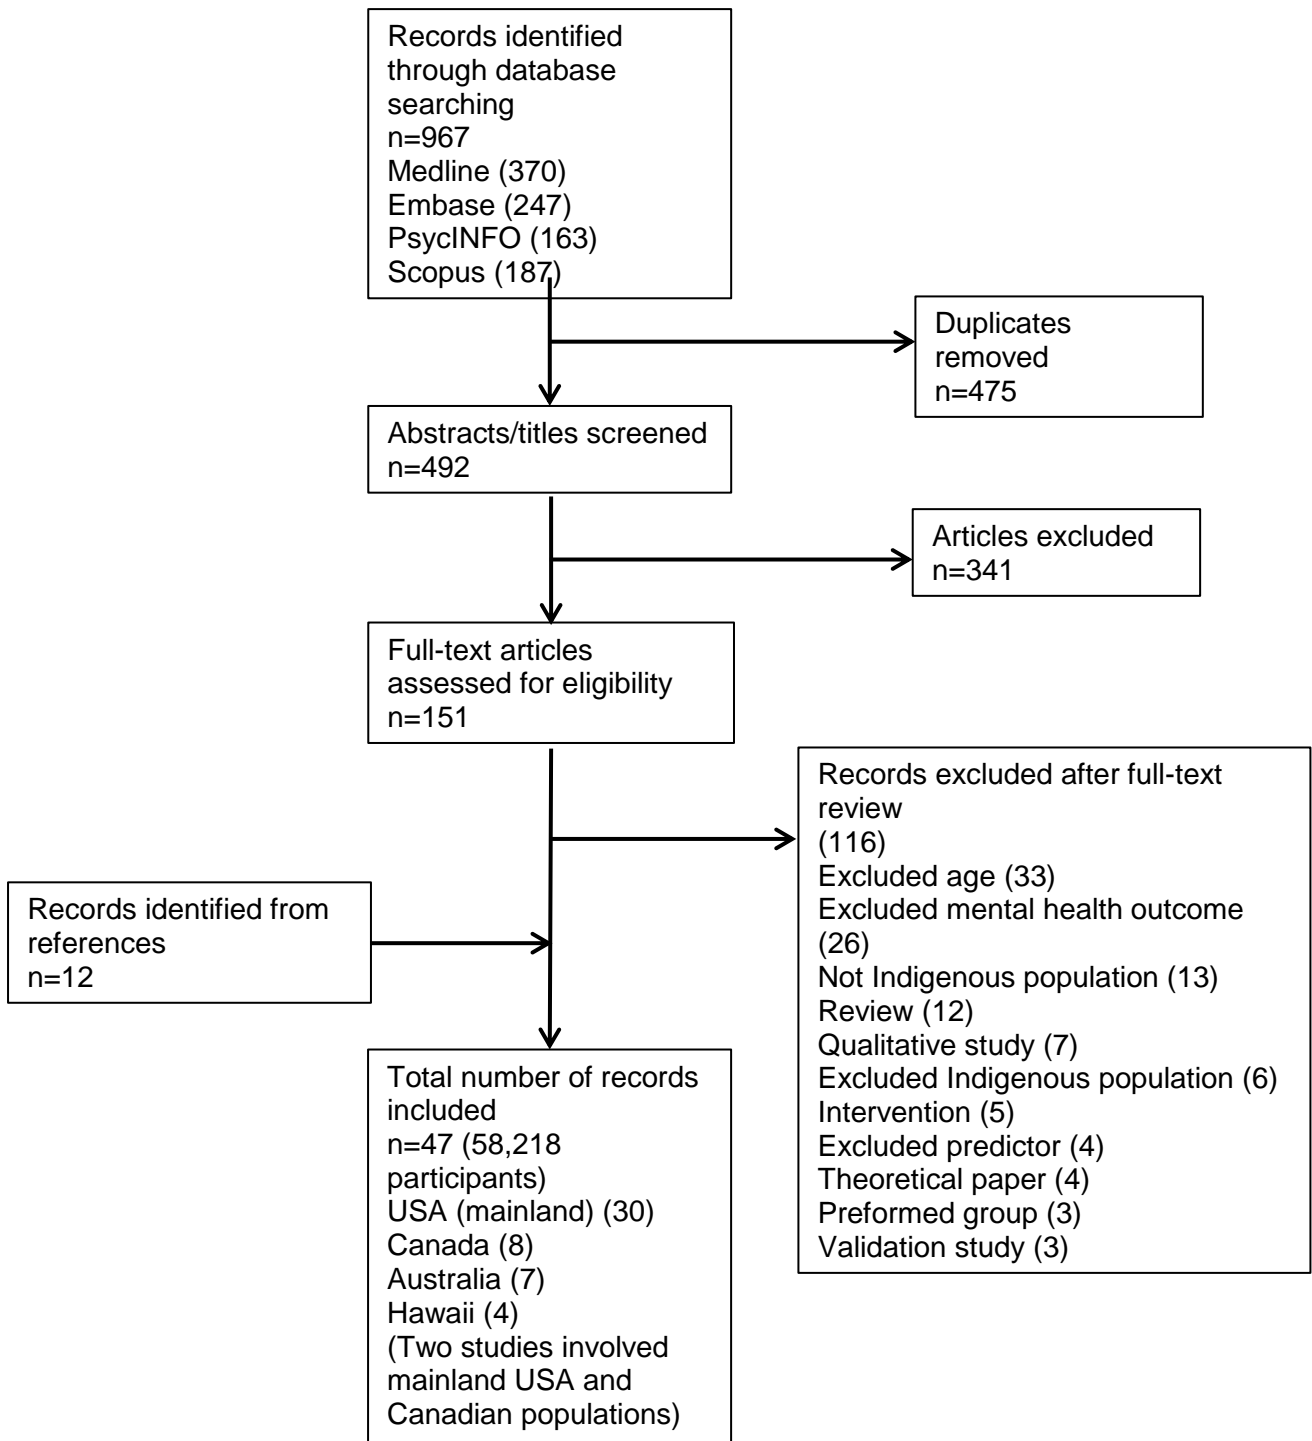 Records identified
through database
searching
n=967
Medline (370)
Embase (247)
PsycINFO (163)
Scopus (187)
Duplicates
removed
n=475
Abstracts/titles screened
n=492
Articles excluded
n=341
Full-text articles
assessed for eligibility
n=151
Records excluded after full-text
review
(116)
Excluded age (33)
Excluded mental health outcome
(26)
Not Indigenous population (13)
Review (12)
Qualitative study (7)
Excluded Indigenous population (6)
Intervention (5)
Excluded predictor (4)
Theoretical paper (4)
Preformed group (3)
Validation study (3)
Records identified from
references
n=12
Total number of records
included
n=47 (58,218
participants)
USA (mainland) (30)
Canada (8)
Australia (7)
Hawaii (4)
(Two studies involved
mainland USA and
Canadian populations)